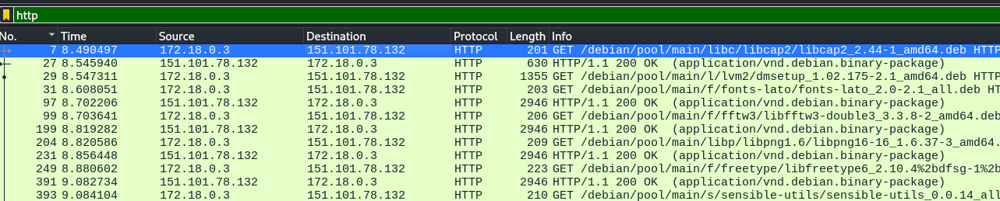 http
No. Time Source Destination Protocol Length Info
7 8.490497 172.18.0.3 151.101.78.132 HTTP 201 GET /debian/pool/main/libc/libcap2/libcap2_2.44-1_amd64.deb HTTP
27 8.545940 151.101.78.132 172.18.0.3 HTTP 630 HTTP/1.1 200 OK (application/vnd.debian.binary-package)
29 8.547311 172.18.0.3 151.101.78.132 HTTP 1355 GET /debian/pool/main/l/lvm2/dmsetup_1.02.175-2.1_amd64.deb HTTP
31 8.608051 172.18.0.3 151.101.78.132 HTTP 203 GET /debian/pool/main/f/fonts-lato/fonts-lato_2.0-2.1_all.deb HT
97 8.702206 151.101.78.132 172.18.0.3 HTTP 2946 HTTP/1.1 200 OK (application/vnd.debian.binary-package)
99 8.703641 172.18.0.3 151.101.78.132 HTTP 206 GET /debian/pool/main/f/fftw3/libfftw3-double3_3.3.8-2_amd64.deb
199 8.819282 151.101.78.132 172.18.0.3 HTTP 2946 HTTP/1.1 200 OK (application/vnd.debian.binary-package)
204 8.820586 172.18.0.3 151.101.78.132 HTTP 209 GET /debian/pool/main/libp/libpng1.6/libpng16-16_1.6.37-3_amd64.
231 8.856448 151.101.78.132 172.18.0.3 HTTP 2946 HTTP/1.1 200 OK (application/vnd.debian.binary-package)
249 8.880602 172.18.0.3 151.101.78.132 HTTP 223 GET /debian/pool/main/f/freetype/libfreetype6_2.10.4%2bdfsg-1%2b
391 9.082734 151.101.78.132 172.18.0.3 HTTP 2946 HTTP/1.1 200 OK (application/vnd.debian.binary-package)
393 9.084104 172.18.0.3 151.101.78.132 HTTP 210 GET /debian/pool/main/s/sensible-utils/sensible-utils_0.0.14_all